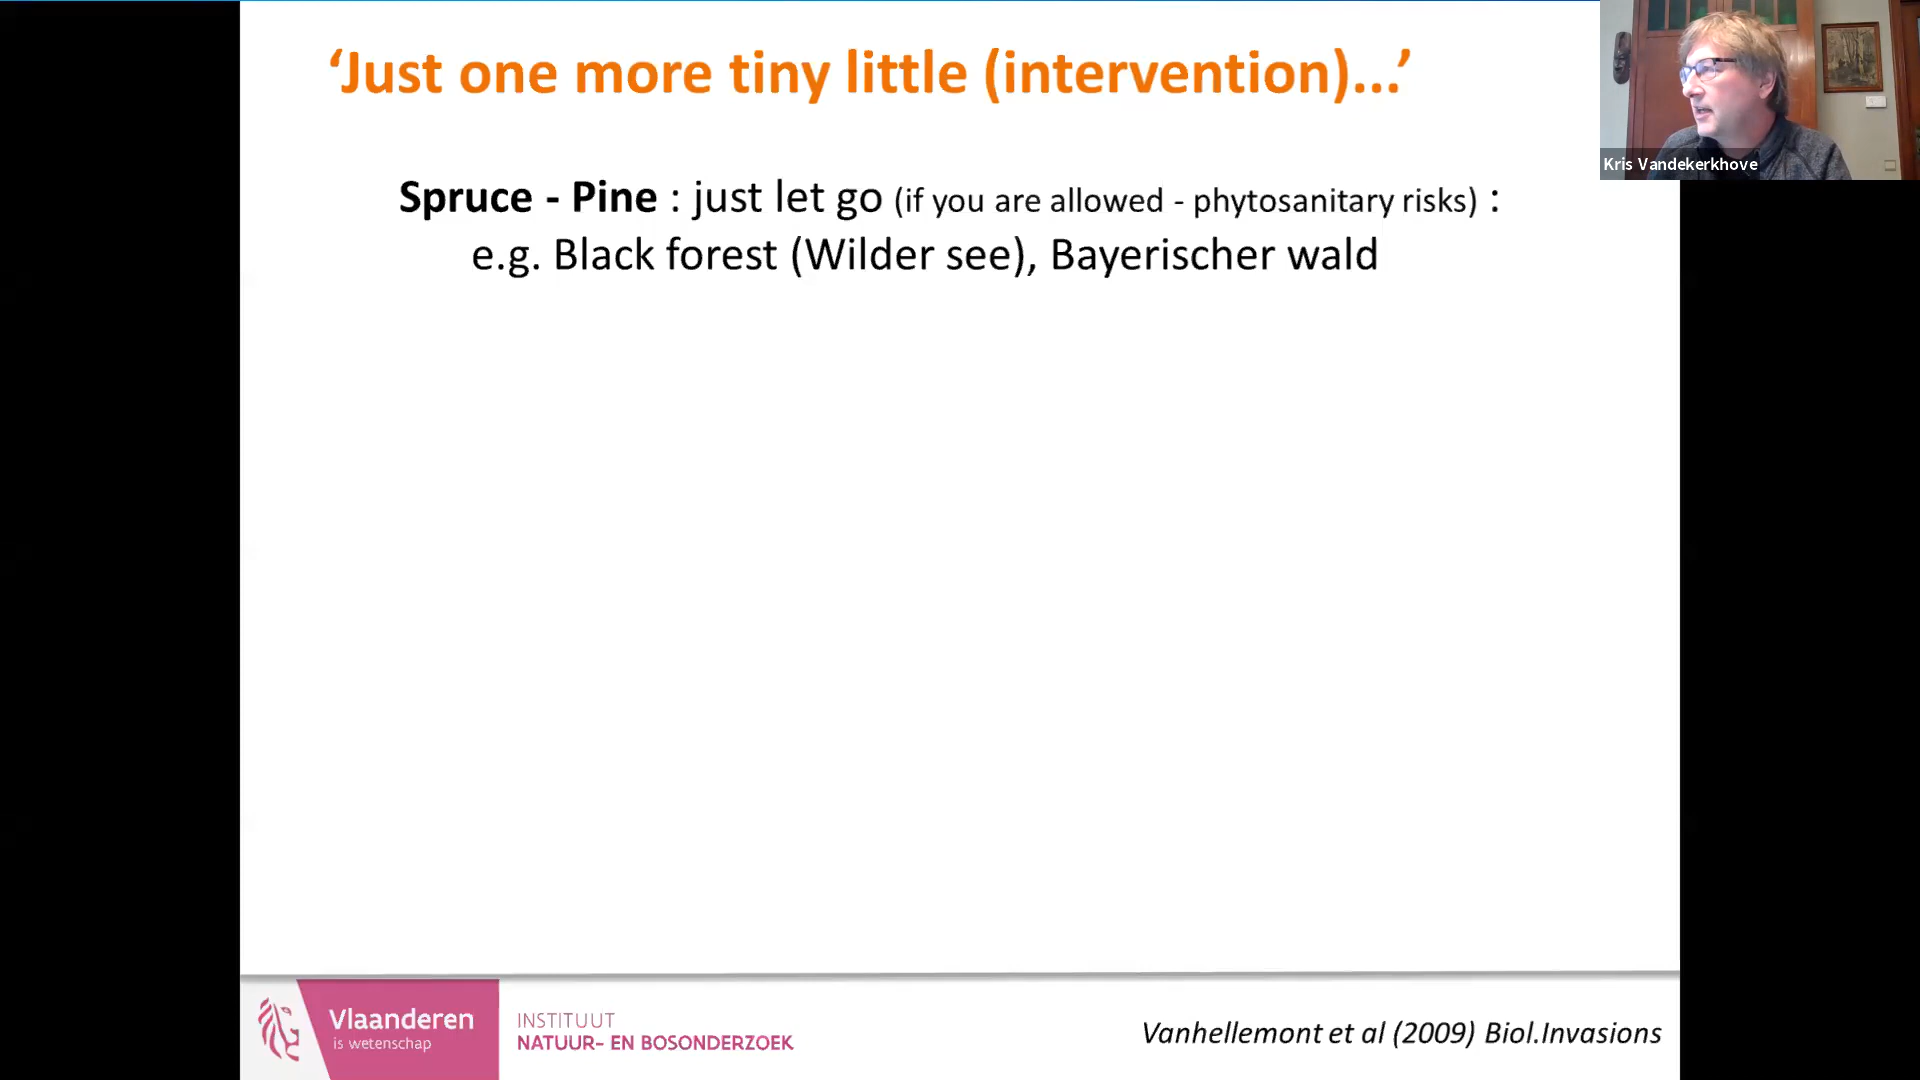 ‘Just one more tiny little (intervention)...’
Kris Vandekerkhove
Spruce - Pine : just let go (if you are allowed - phytosanitary risks) :
e.g. Black forest (Wilder see), Bayerischer wald
Vlaanderen
is wetenschap
INSTITUUT
NATUUR- EN BOSONDERZOEK
Vanhellemont et al (2009) Biol.Invasions